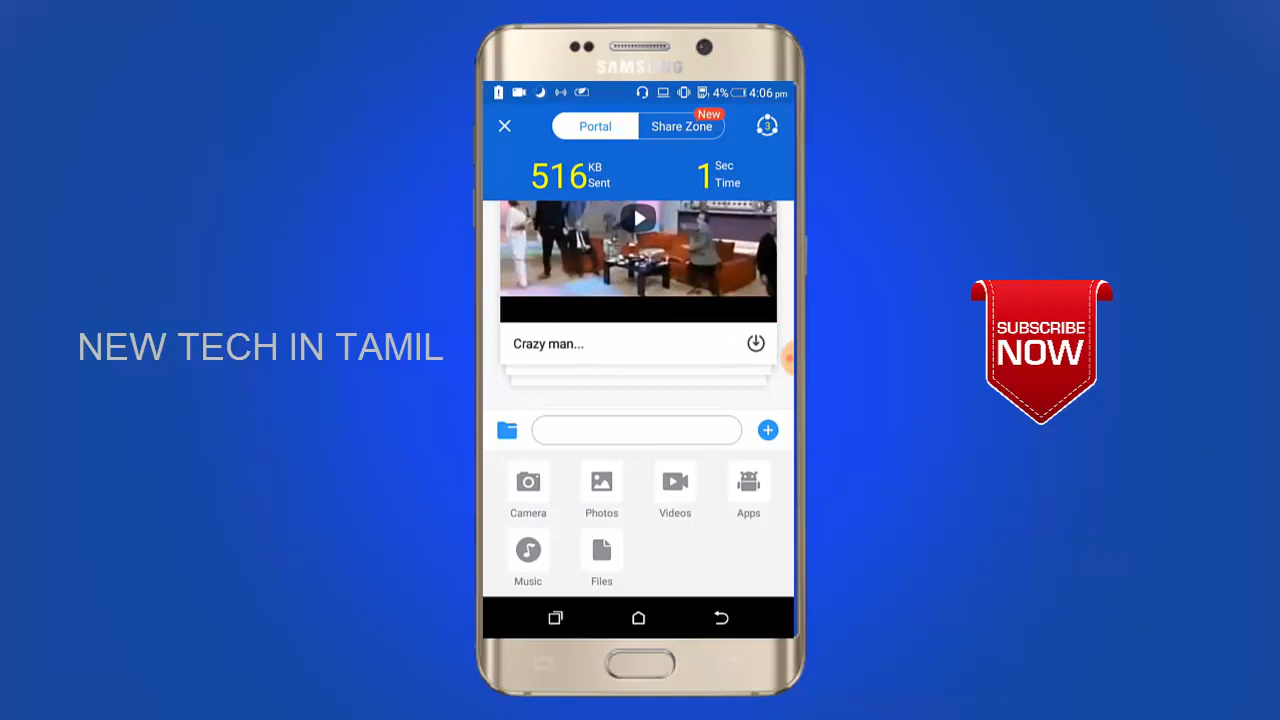 SAMSUNG
4% 4:06 pm
Portal
Share Zone
New
3
516 KB Sent
1 Sec Time
Crazy man...
Camera
Photos
Videos
Apps
Music
Files
NEW TECH IN TAMIL
SUBSCRIBE
NOW